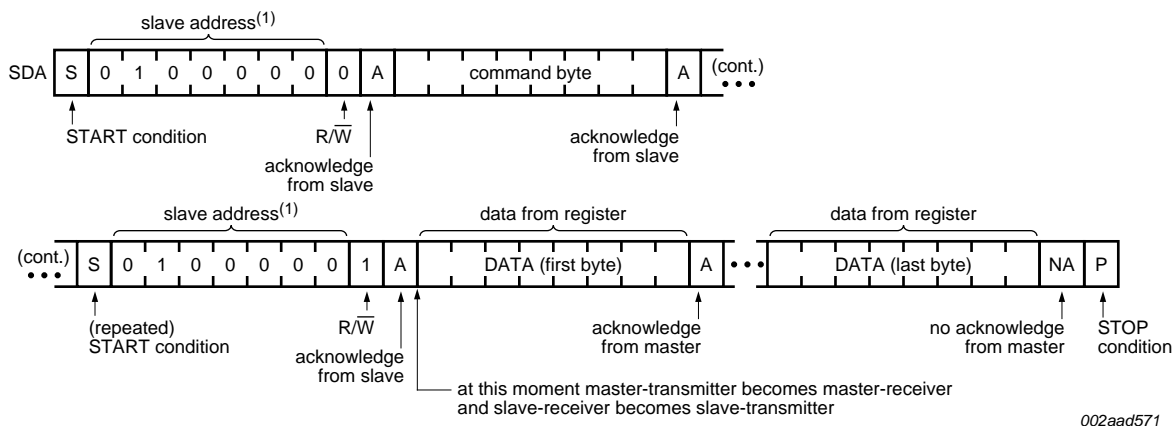 slave address(1)
SDA S 0 1 0 0 0 0 0 0 A command byte A (cont.)
START condition R/W acknowledge from slave acknowledge from slave
slave address(1) data from register data from register
(cont.) S 0 1 0 0 0 0 0 1 A DATA (first byte) A DATA (last byte) NA P
(repeated) START condition R/W acknowledge from slave acknowledge from master no acknowledge from master STOP condition
at this moment master-transmitter becomes master-receiver
and slave-receiver becomes slave-transmitter
002aad571